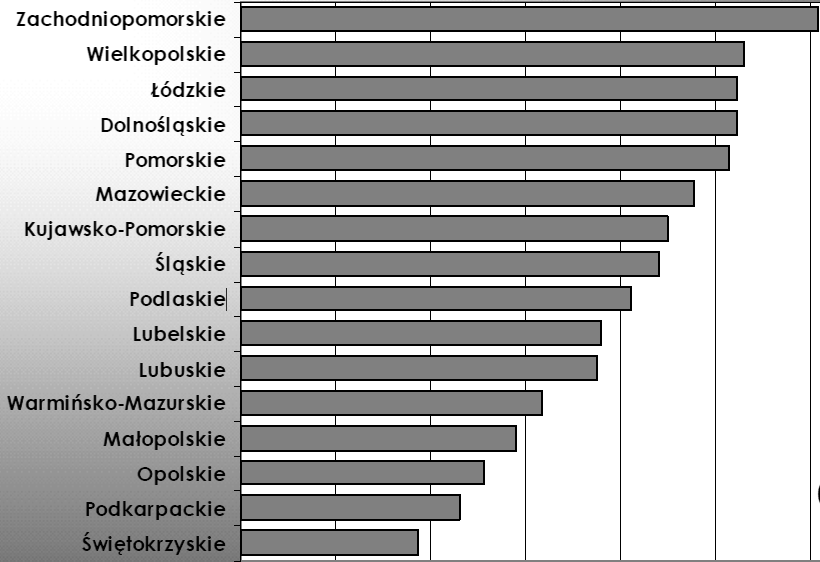 Zachodniopomorskie
Wielkopolskie
Łódzkie
Dolnośląskie
Pomorskie
Mazowieckie
Kujawsko-Pomorskie
Śląskie
Podlaskie
Lubelskie
Lubuskie
Warmińsko-Mazurskie
Małopolskie
Opolskie
Podkarpackie
Świętokrzyskie